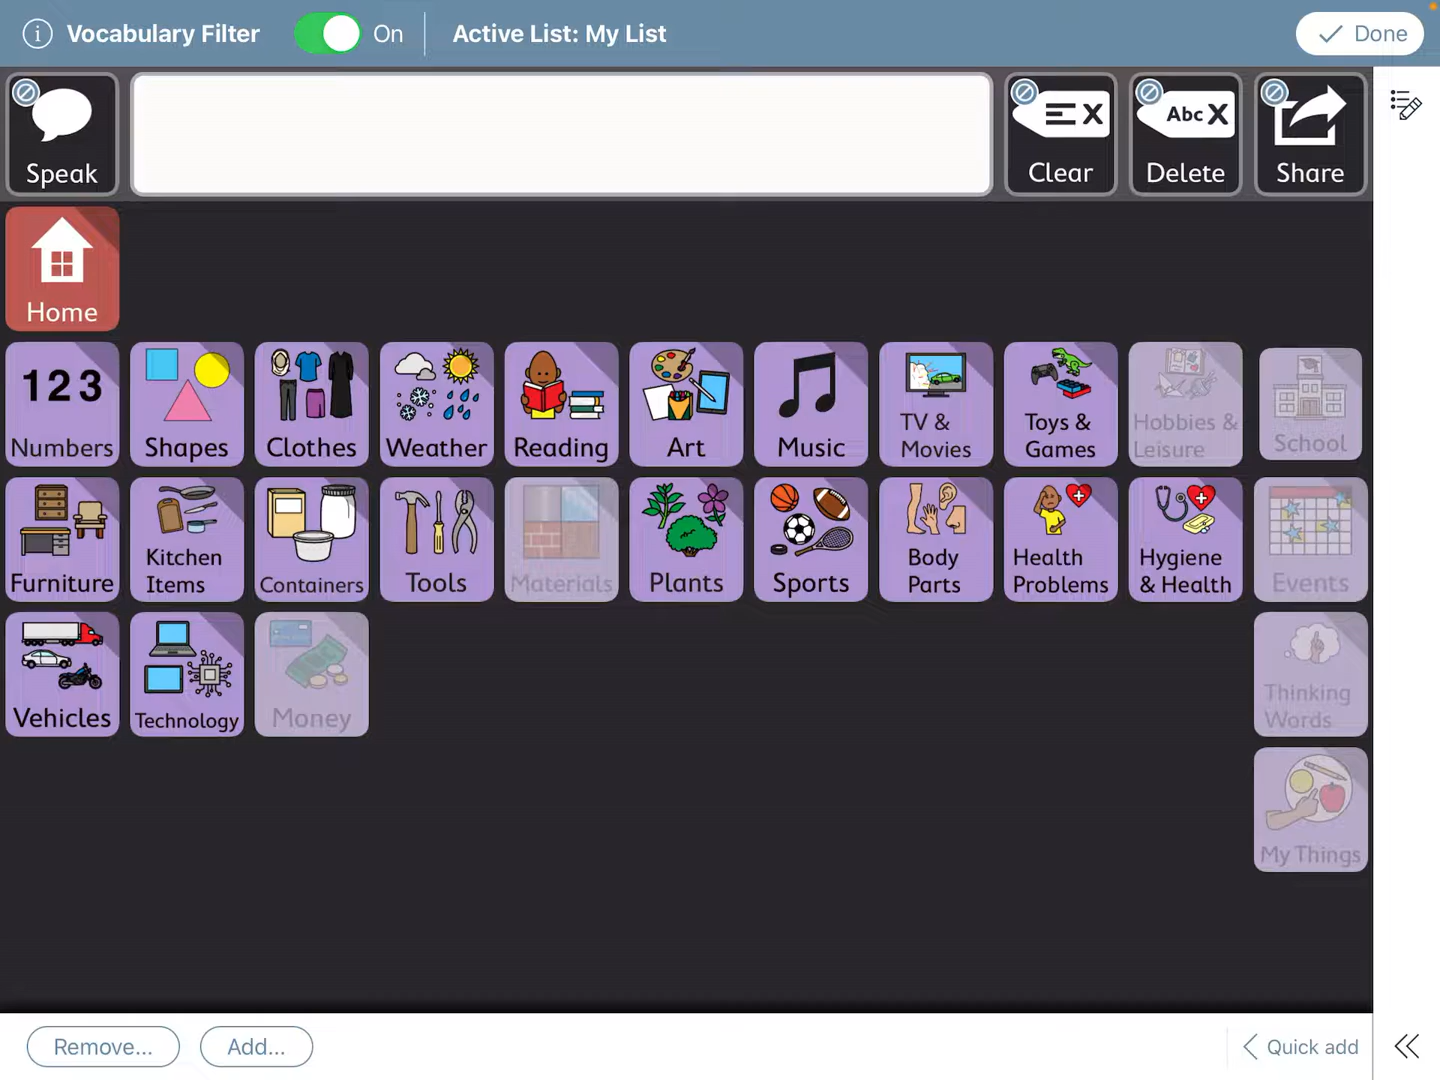 Vocabulary Filter On Active List: My List Done
Speak
Abc
Clear Delete Share
Home
123
Numbers Shapes Clothes Weather Reading Art Music
TV &
Movies
Toys &
Games
Hobbies &
Leisure
School
Furniture
Kitchen
Items
Containers Tools Materials Plants Sports
Body
Parts
Health
Problems
Hygiene
& Health
Events
Vehicles Technology Money
Thinking
Words
My Things
Remove... Add... Quick add